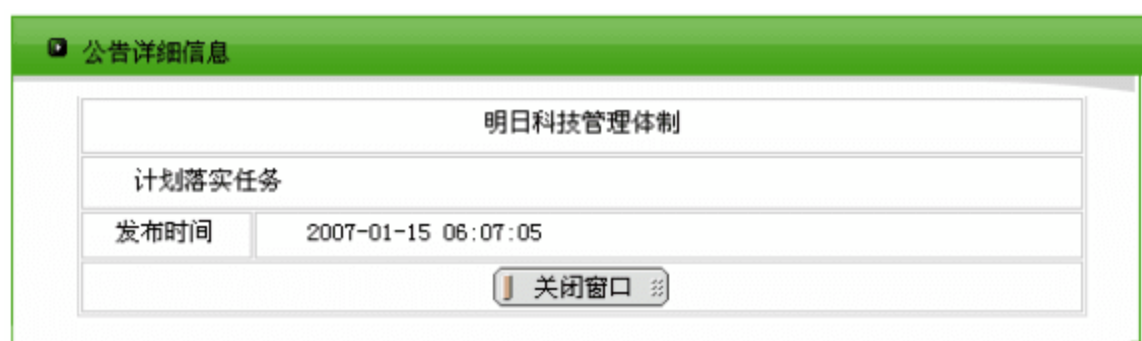 公告详细信息
明日科技管理体制
计划落实任务
发布时间 2007-01-15 06:07:05
关闭窗口